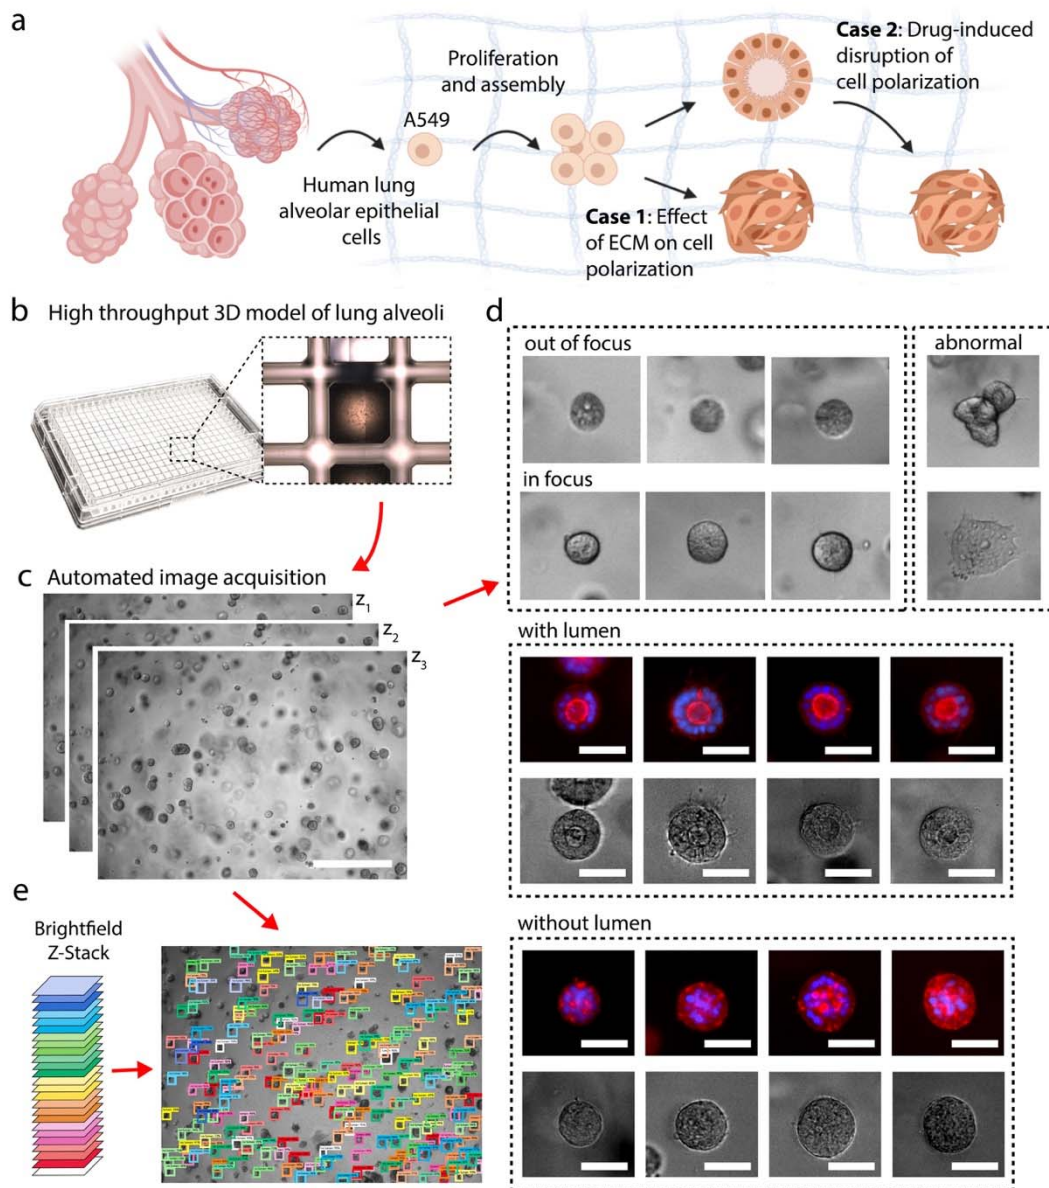 a
A549
Human lung
alveolar epithelial
cells
Proliferation
and assembly
Case 1: Effect
of ECM on cell
polarization
Case 2: Drug-induced
disruption of
cell polarization
b
High throughput 3D model of lung alveoli
c
Automated image acquisition
z1
z2
z3
d
out of focus
abnormal
in focus
with lumen
without lumen
e
Brightfield
Z-Stack